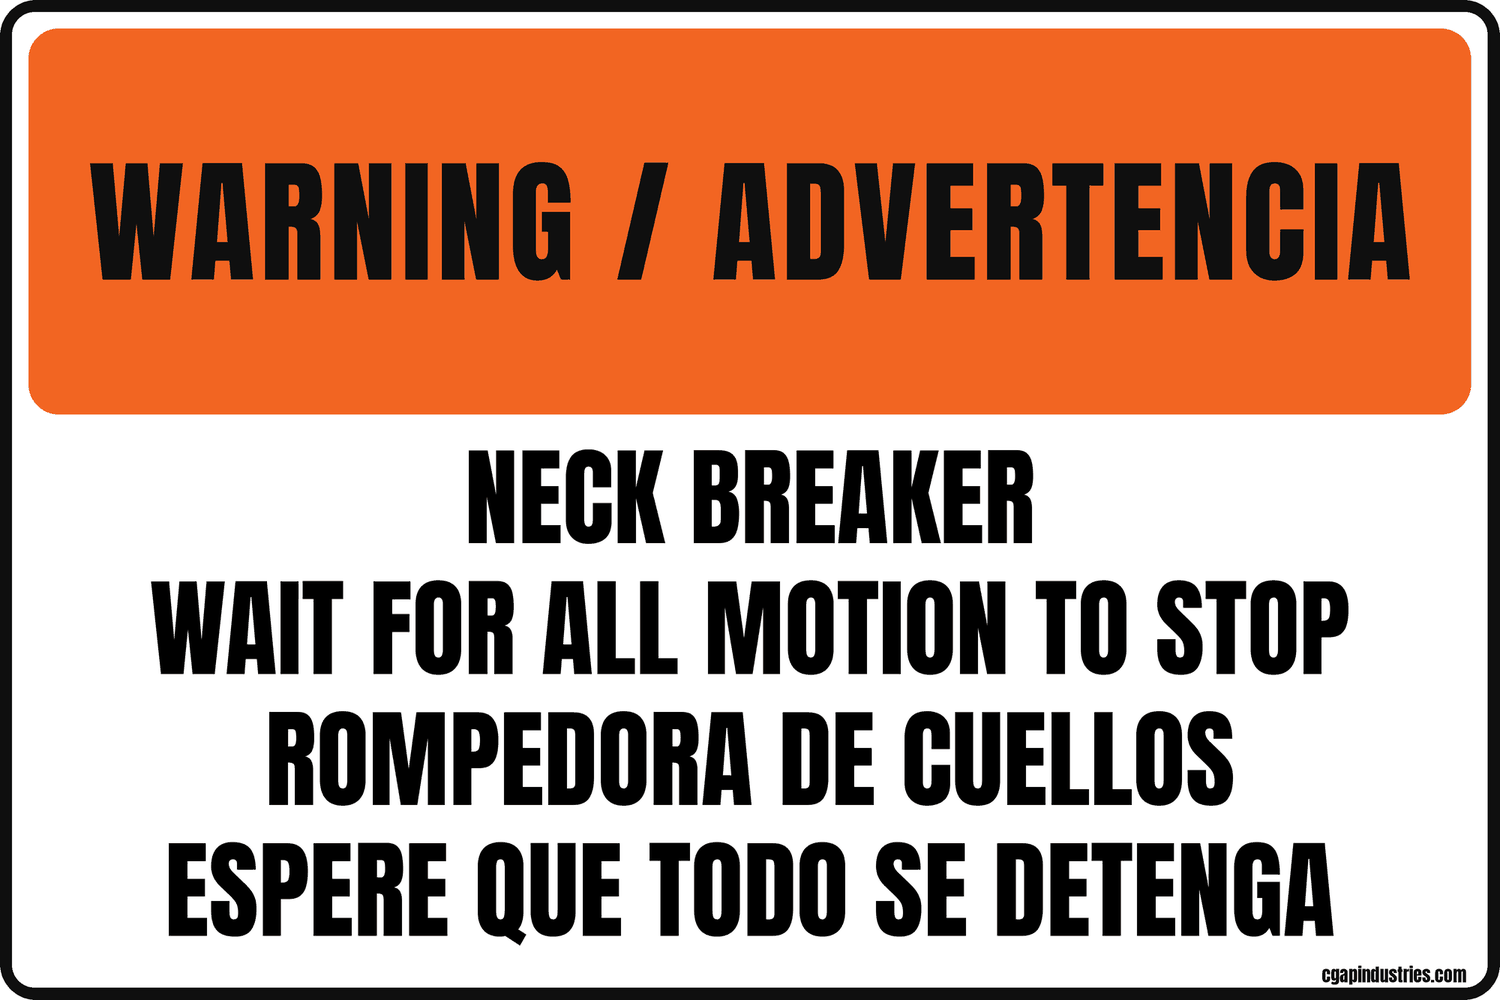 WARNING / ADVERTENCIA
NECK BREAKER
WAIT FOR ALL MOTION TO STOP
ROMPEDORA DE CUELLOS
ESPERE QUE TODO SE DETENGA
cgapindustries.com